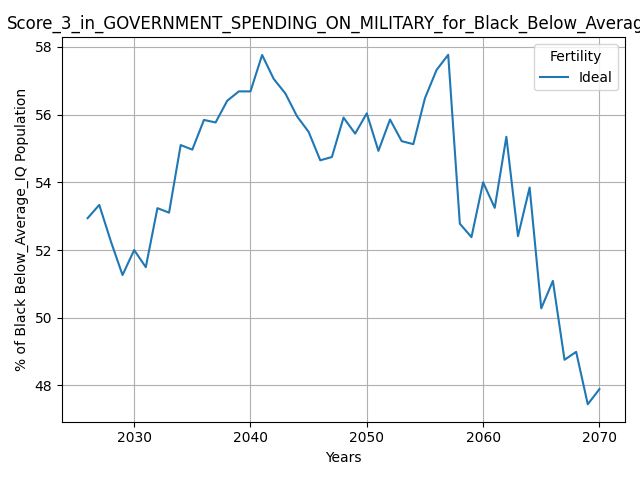 Score_3_in_GOVERNMENT_SPENDING_ON_MILITARY_for_Black_Below_Averag
Fertility
Ideal
% of Black Below_Average_IQ Population
58
56
54
52
50
48
2030 2040 2050 2060 2070
Years